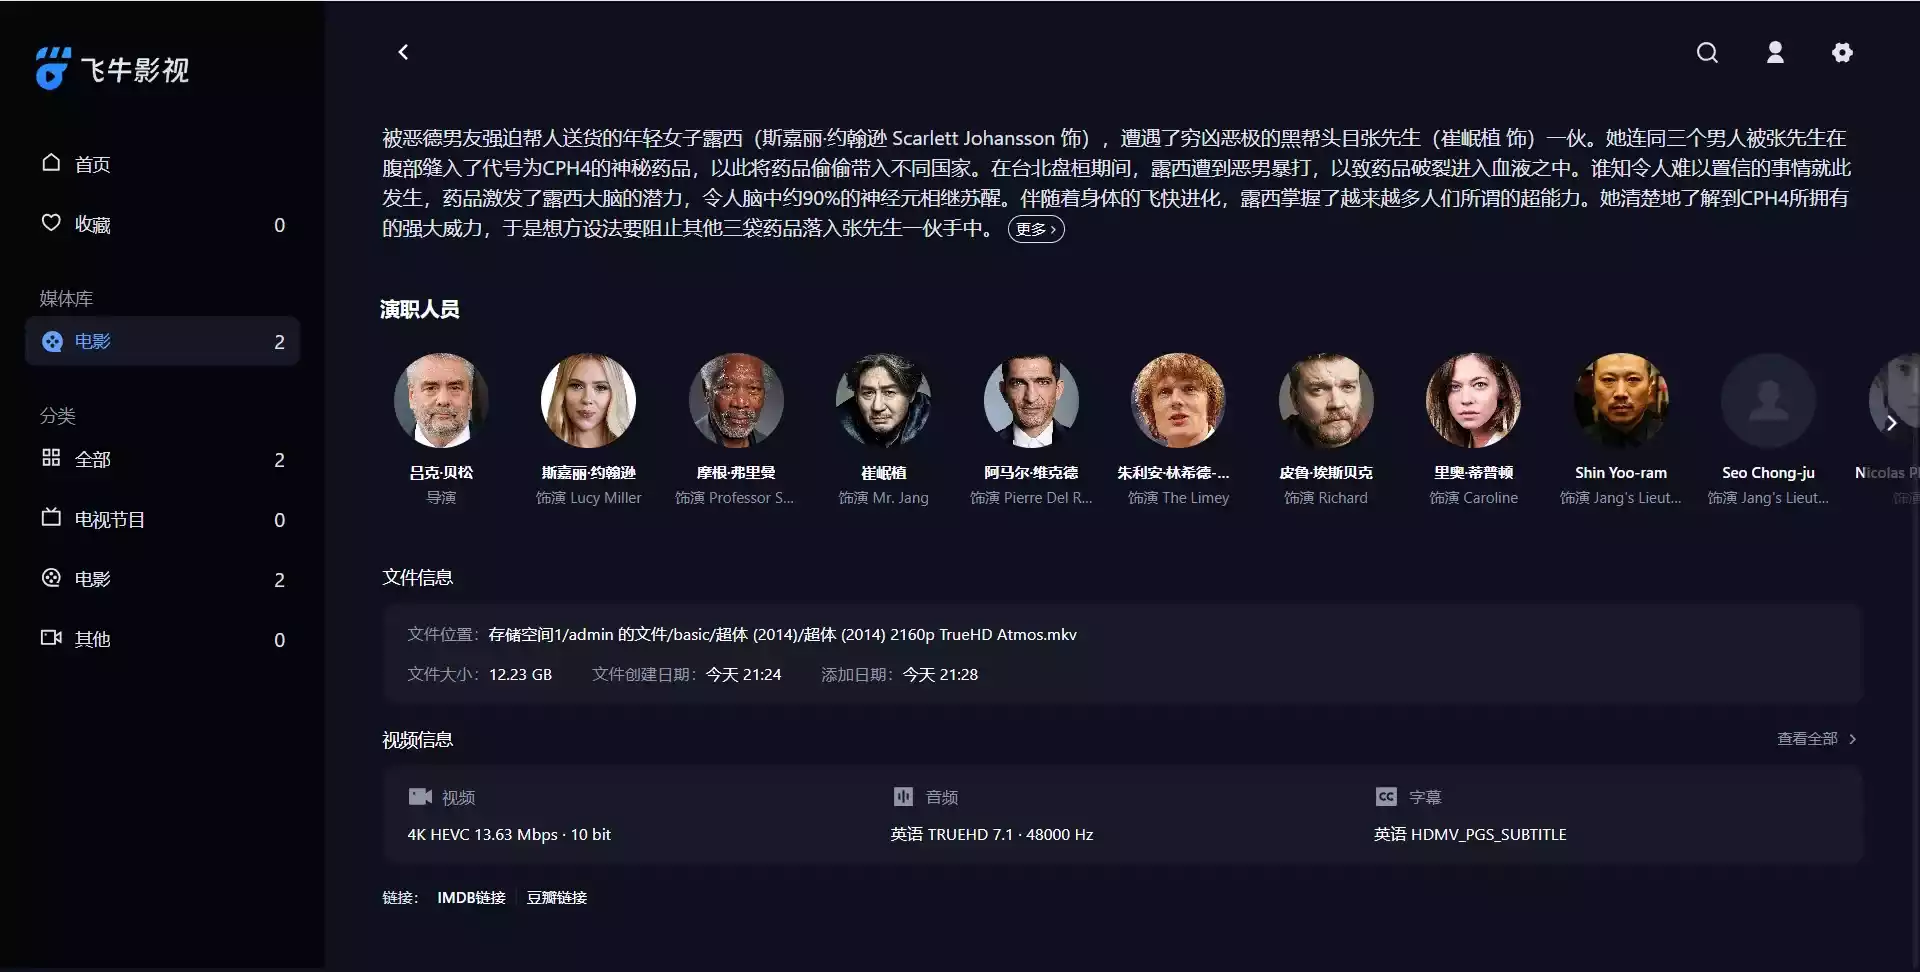 飞牛影视
首页
收藏 0
媒体库
电影 2
分类
全部 2
电视节目 0
电影 2
其他 0
被恶德男友强迫帮人送货的年轻女子露西（斯嘉丽·约翰逊 Scarlett Johansson 饰），遭遇了穷凶恶极的黑帮头目张先生（崔岷植 饰）一伙。她连同三个男人被张先生在
腹部缝入了代号为CPH4的神秘药品，以此将药品偷偷带入不同国家。在台北盘桓期间，露西遭到恶男暴打，以致药品破裂进入血液之中。谁知令人难以置信的事情就此
发生，药品激发了露西大脑的潜力，令人脑中约90%的神经元相继苏醒。伴随着身体的飞快进化，露西掌握了越来越多人们所谓的超能力。她清楚地了解到CPH4所拥有
的强大威力，于是想方设法要阻止其他三袋药品落入张先生一伙手中。 更多 ›
演职人员
吕克·贝松
导演
斯嘉丽·约翰逊
饰演 Lucy Miller
摩根·弗里曼
饰演 Professor S...
崔岷植
饰演 Mr. Jang
阿马尔·维克德
饰演 Pierre Del R...
朱利安·林希德-...
饰演 The Limey
皮鲁·埃斯贝克
饰演 Richard
里奥·蒂普顿
饰演 Caroline
Shin Yoo-ram
饰演 Jang's Lieut...
Seo Chong-ju
饰演 Jang's Lieut...
Nicolas
饰演
文件信息
文件位置：存储空间1/admin 的文件/basic/超体 (2014)/超体 (2014) 2160p TrueHD Atmos.mkv
文件大小：12.23 GB 文件创建日期：今天 21:24 添加日期：今天 21:28
视频信息 查看全部 ›
视频
4K HEVC 13.63 Mbps · 10 bit
音频
英语 TRUEHD 7.1 · 48000 Hz
CC 字幕
英语 HDMV_PGS_SUBTITLE
链接： IMDB链接 豆瓣链接